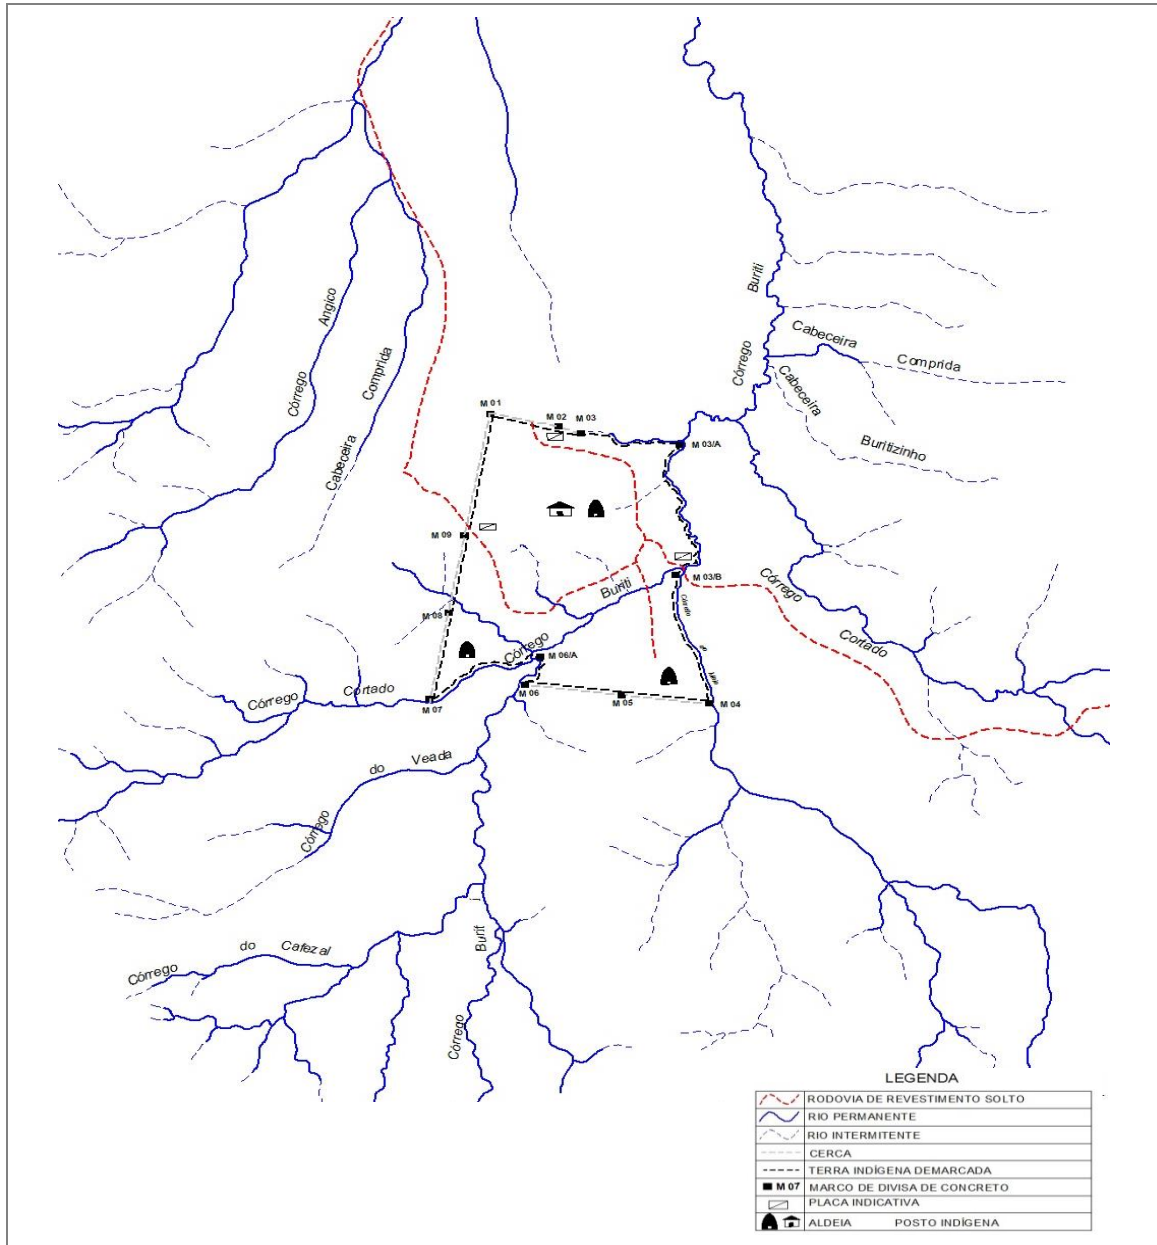 Angico
Córrego
Comprida
Cabeceira
Buriti
Córrego
Cabeceira
Comprida
Cabeceira
Buritizinho
M 01
M 02
M 03
M 03/A
M 09
M 03/B
Buriti
Córrego
Córrego
Cortado
M 08
Córrego
M 06/A
Córrego
Cortado
M 07
M 06
M 05
M 04
do
Veada
Córrego
Córrego
do
Cafezal
Burit
Córrego
LEGENDA
RODOVIA DE REVESTIMENTO SOLTO
RIO PERMANENTE
RIO INTERMITENTE
CERCA
TERRA INDÍGENA DEMARCADA
M 07 MARCO DE DIVISA DE CONCRETO
PLACA INDICATIVA
ALDEIA POSTO INDÍGENA